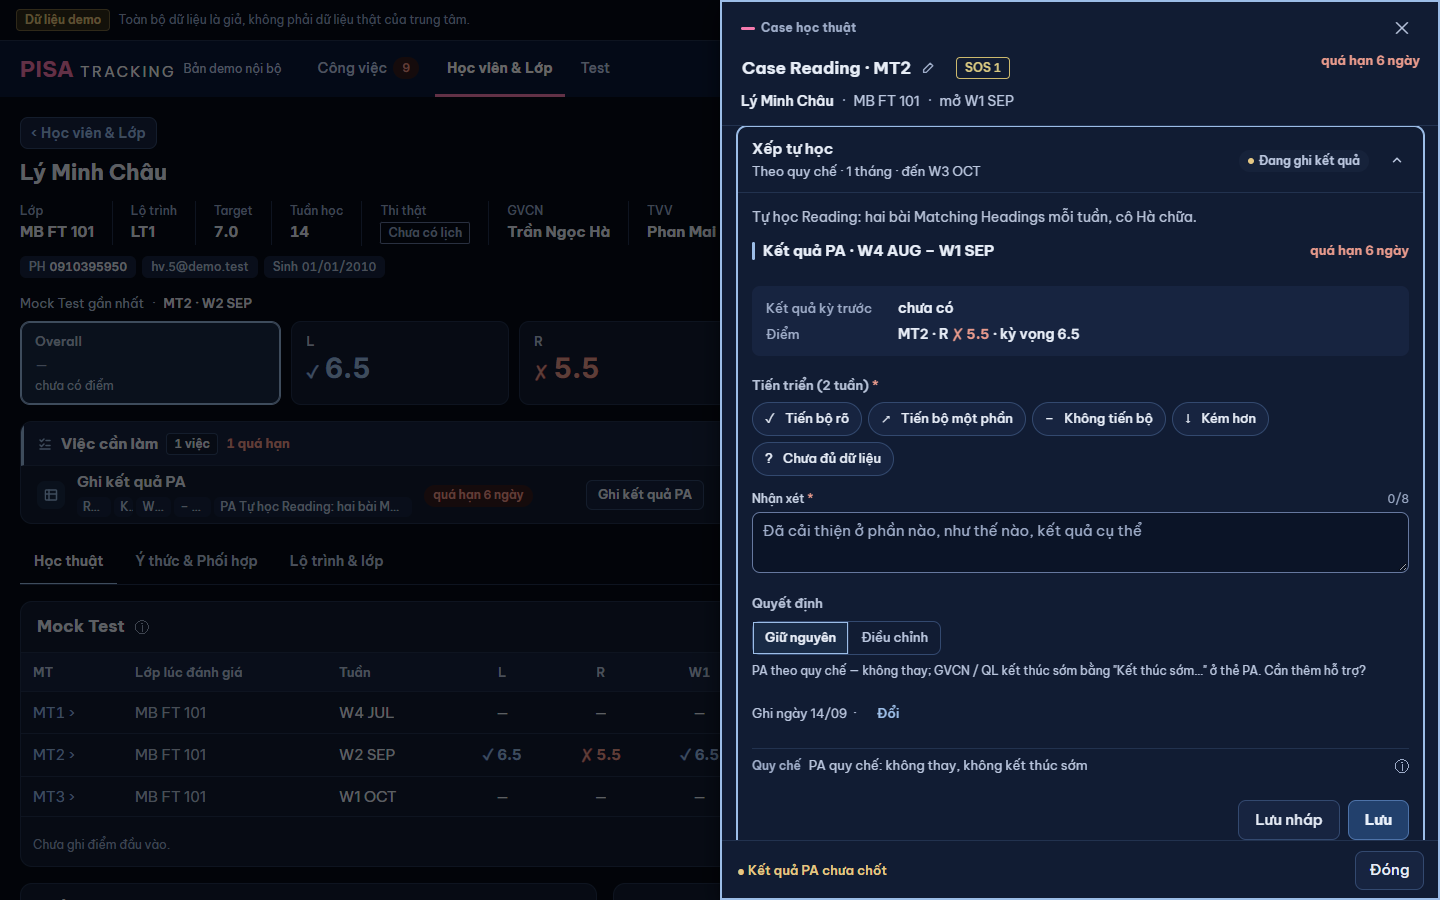 Dữ liệu demo Toàn bộ dữ liệu là giả, không phải dữ liệu thật của trung tâm.
PISA TRACKING Bản demo nội bộ Công việc 9 Học viên & Lớp Test
‹ Học viên & Lớp
Lý Minh Châu
Lớp Lộ trình Target Tuần học Thi thật GVCN TVV
MB FT 101 LT1 7.0 14 Chưa có lịch Trần Ngọc Hà Phan Mai
PH 0910395950 hv.5@demo.test Sinh 01/01/2010
Mock Test gần nhất · MT2 · W2 SEP
Overall L R
— ✓ 6.5 ✗ 5.5
chưa có điểm
Việc cần làm 1 việc 1 quá hạn
Ghi kết quả PA
R... K. W... – ... PA Tự học Reading: hai bài M... quá hạn 6 ngày Ghi kết quả PA
Học thuật Ý thức & Phối hợp Lộ trình & lớp
Mock Test
MT Lớp lúc đánh giá Tuần L R W1
MT1 › MB FT 101 W4 JUL — — —
MT2 › MB FT 101 W2 SEP ✓ 6.5 ✗ 5.5 ✓ 6.5
MT3 › MB FT 101 W1 OCT — — —
Chưa ghi điểm đầu vào.
Case học thuật
Case Reading · MT2 SOS 1 quá hạn 6 ngày
Lý Minh Châu · MB FT 101 · mở W1 SEP
Xếp tự học
Theo quy chế · 1 tháng · đến W3 OCT
Đang ghi kết quả
Tự học Reading: hai bài Matching Headings mỗi tuần, cô Hà chữa.
Kết quả PA · W4 AUG – W1 SEP quá hạn 6 ngày
Kết quả kỳ trước chưa có
Điểm MT2 · R ✗ 5.5 · kỳ vọng 6.5
Tiến triển (2 tuần) *
✓ Tiến bộ rõ ↗ Tiến bộ một phần – Không tiến bộ ↓ Kém hơn
? Chưa đủ dữ liệu
Nhận xét * 0/8
Đã cải thiện ở phần nào, như thế nào, kết quả cụ thể
Quyết định
Giữ nguyên Điều chỉnh
PA theo quy chế — không thay; GVCN / QL kết thúc sớm bằng "Kết thúc sớm..." ở thẻ PA. Cần thêm hỗ trợ?
Ghi ngày 14/09 · Đổi
Quy chế PA quy chế: không thay, không kết thúc sớm
Lưu nháp Lưu
Kết quả PA chưa chốt Đóng